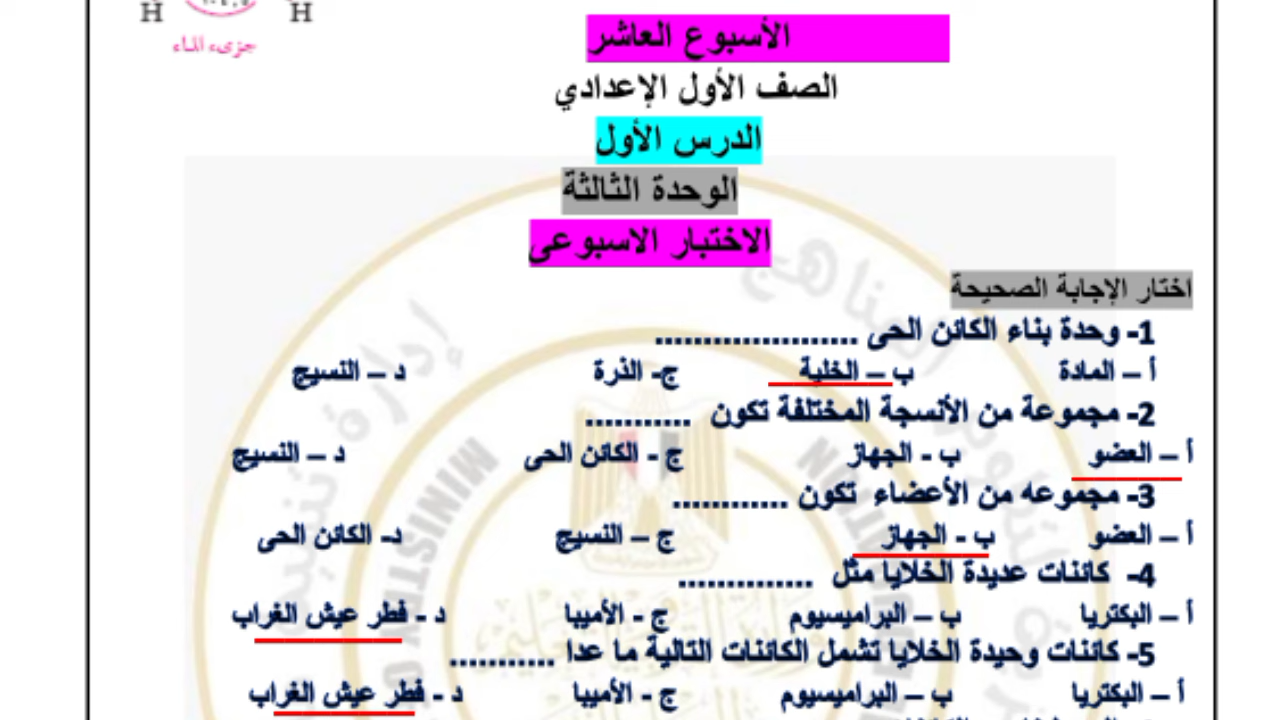 H H
جزىء الماء
الأسبوع العاشر
الصف الأول الإعدادي
الدرس الأول
الوحدة الثالثة
الاختبار الاسبوعى
اختار الإجابة الصحيحة
1- وحدة بناء الكائن الحى .....................
أ – المادة ب – الخلية ج- الذرة د – النسيج
2- مجموعة من الأنسجة المختلفة تكون ...........
أ – العضو ب - الجهاز ج - الكائن الحى د – النسيج
3- مجموعه من الأعضاء تكون ............
أ – العضو ب - الجهاز ج – النسيج د- الكائن الحى
4- كائنات عديدة الخلايا مثل ..............
أ – البكتريا ب – البراميسيوم ج - الأميبا د - فطر عيش الغراب
5- كائنات وحيدة الخلايا تشمل الكائنات التالية ما عدا ...........
أ – البكتريا ب – البراميسيوم ج - الأميبا د - فطر عيش الغراب